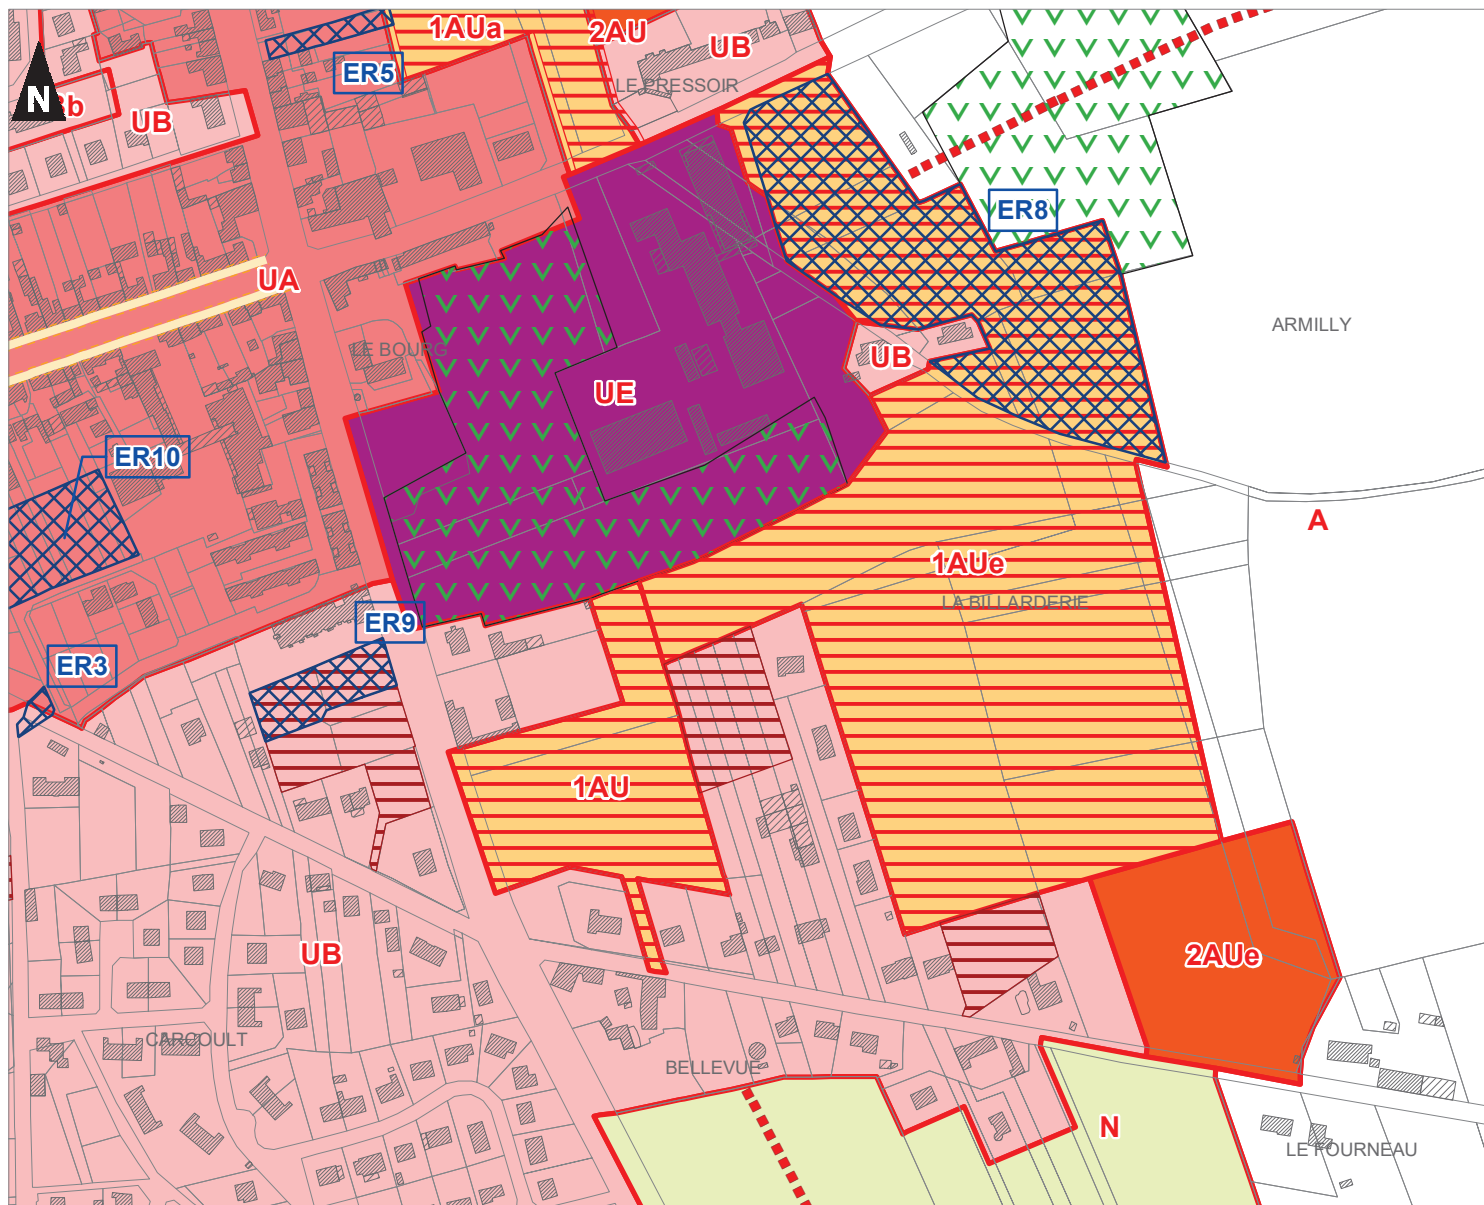 1AUa
2AU
UB
ER5
LE PRESSOIR
N
b
UB
ER8
UA
ARMILLY
LE BOURG
UB
UE
ER10
A
1AUe
LA BILLARDERIE
ER9
ER3
1AU
UB
2AUe
CARCOULT
BELLEVUE
N
LE FOURNEAU